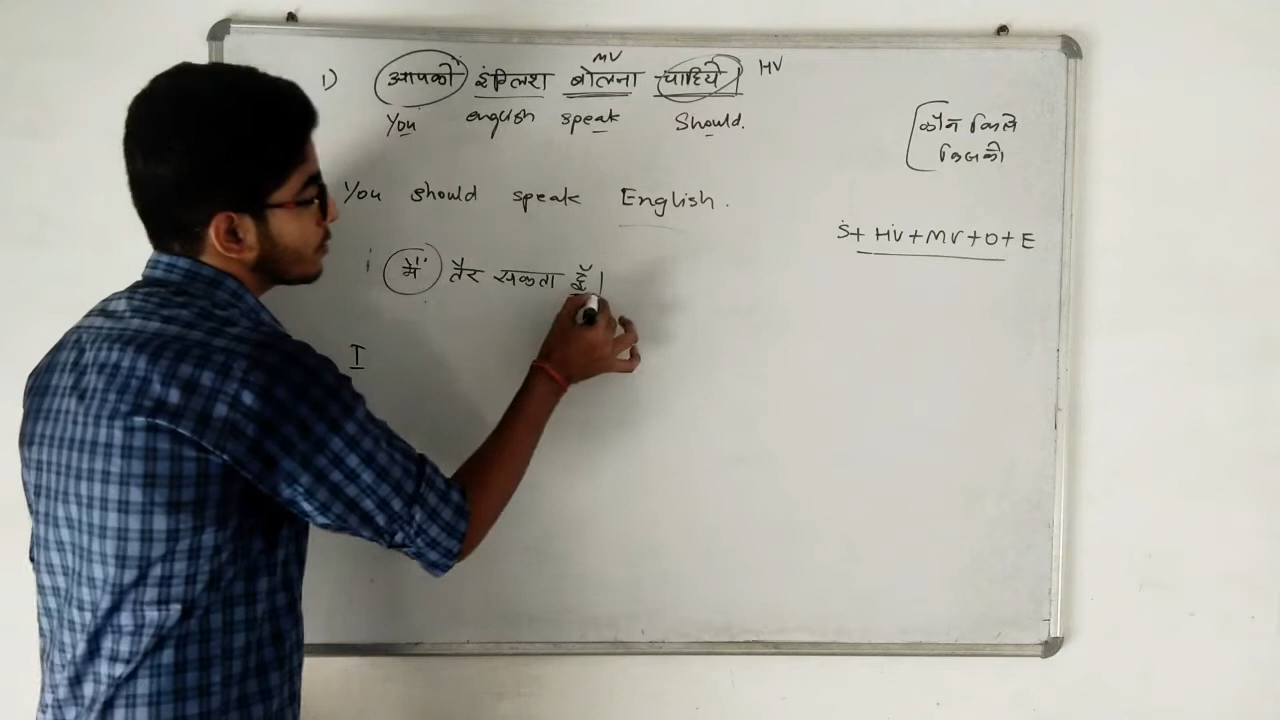 MV
1) आपको इंग्लिश बोलना चाहिये । HV
You english speak Should.
कौन किसे
किसको
You should speak English.
S + HV + MV + O + E
मैं तैर सकता हूँ ।
I